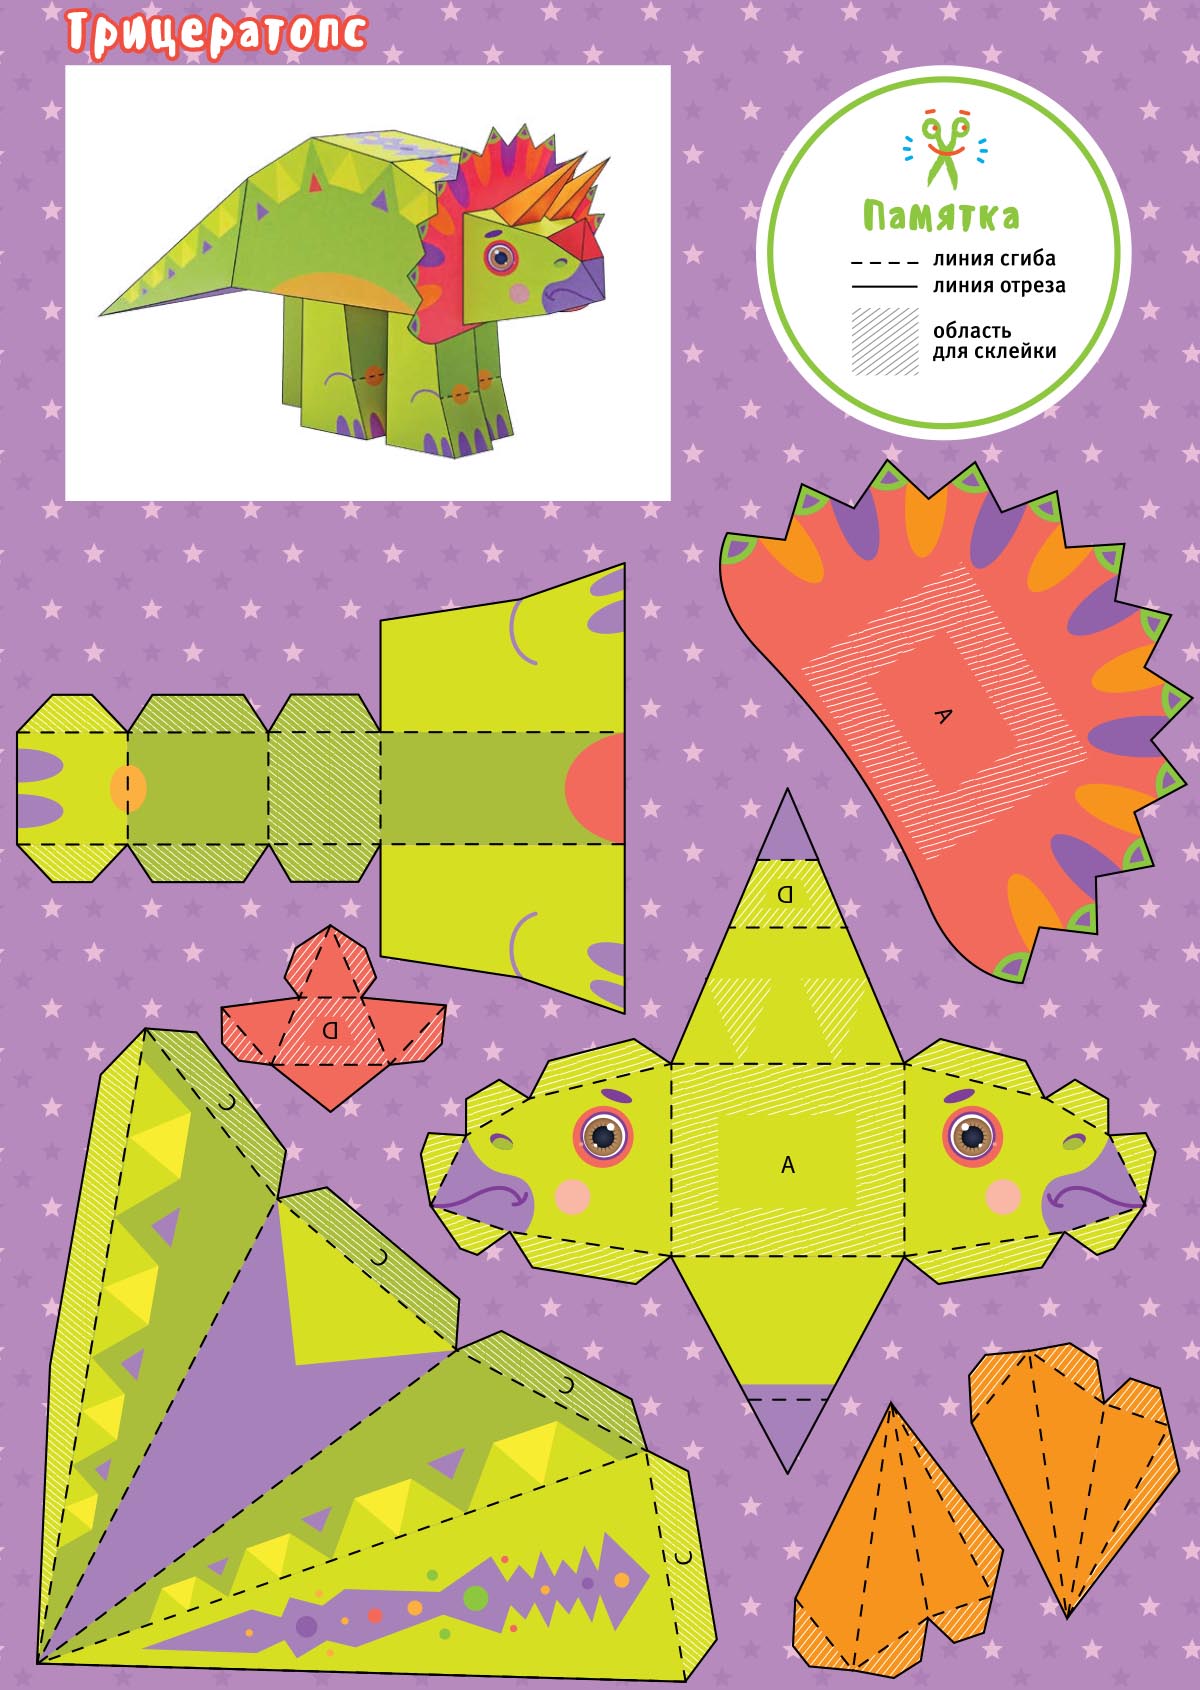 Трицератопс
Памятка
линия сгиба
линия отреза
область
для склейки
A
D
D
C
C
A
C
C